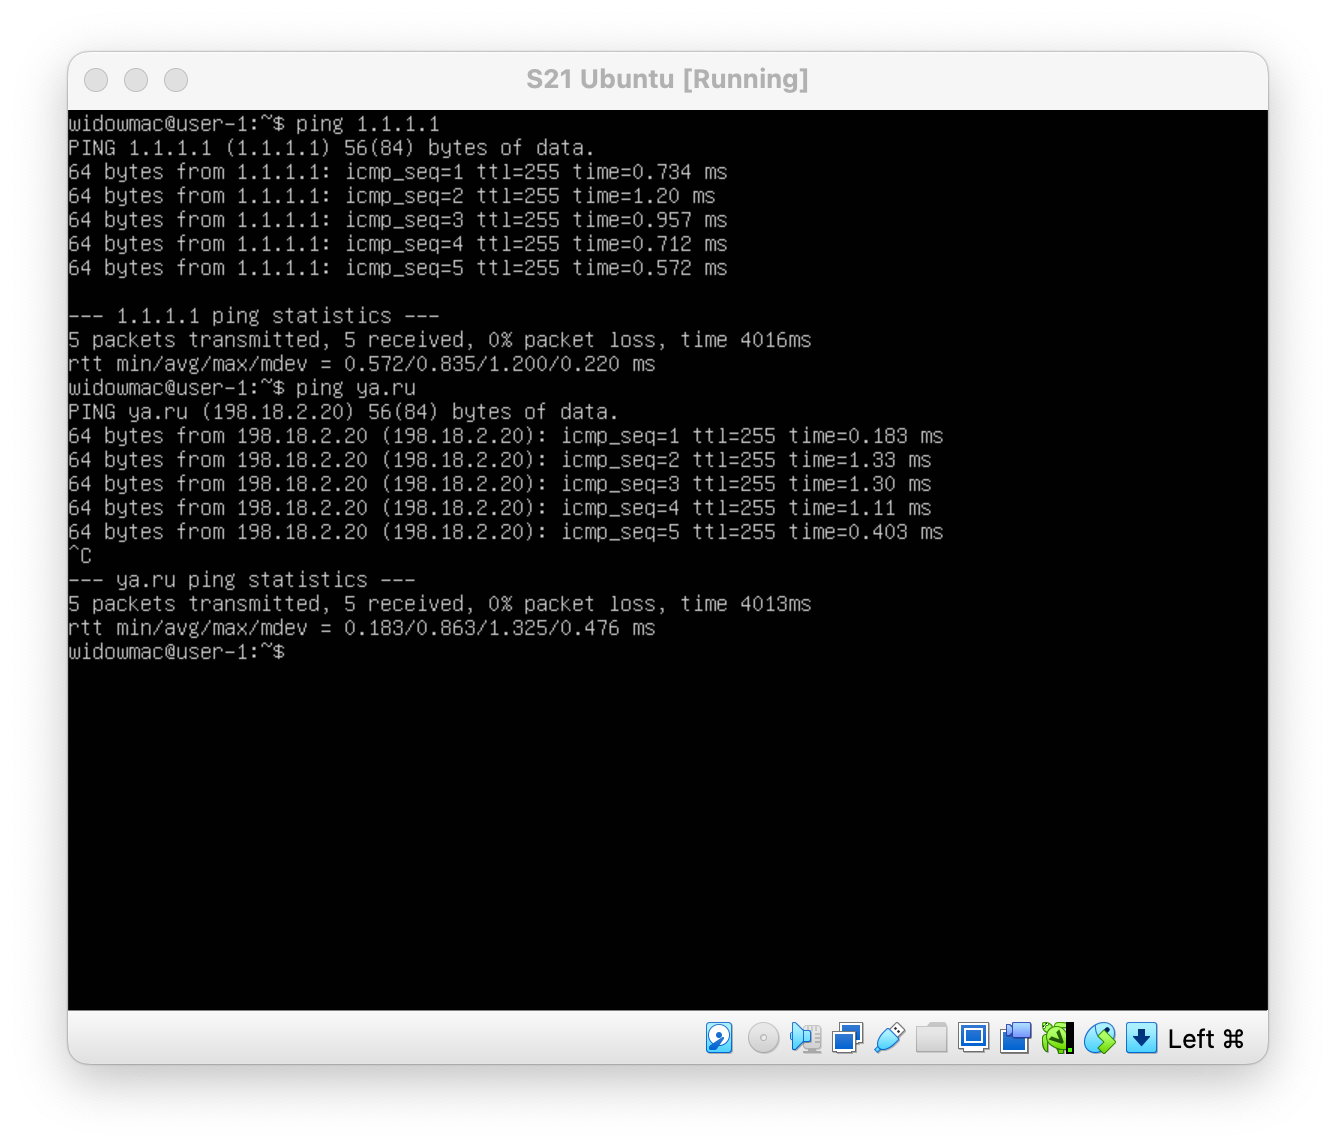 S21 Ubuntu [Running]
widowmac@user-1:~$ ping 1.1.1.1
PING 1.1.1.1 (1.1.1.1) 56(84) bytes of data.
64 bytes from 1.1.1.1: icmp_seq=1 ttl=255 time=0.734 ms
64 bytes from 1.1.1.1: icmp_seq=2 ttl=255 time=1.20 ms
64 bytes from 1.1.1.1: icmp_seq=3 ttl=255 time=0.957 ms
64 bytes from 1.1.1.1: icmp_seq=4 ttl=255 time=0.712 ms
64 bytes from 1.1.1.1: icmp_seq=5 ttl=255 time=0.572 ms
--- 1.1.1.1 ping statistics ---
5 packets transmitted, 5 received, 0% packet loss, time 4016ms
rtt min/avg/max/mdev = 0.572/0.835/1.200/0.220 ms
widowmac@user-1:~$ ping ya.ru
PING ya.ru (198.18.2.20) 56(84) bytes of data.
64 bytes from 198.18.2.20 (198.18.2.20): icmp_seq=1 ttl=255 time=0.183 ms
64 bytes from 198.18.2.20 (198.18.2.20): icmp_seq=2 ttl=255 time=1.33 ms
64 bytes from 198.18.2.20 (198.18.2.20): icmp_seq=3 ttl=255 time=1.30 ms
64 bytes from 198.18.2.20 (198.18.2.20): icmp_seq=4 ttl=255 time=1.11 ms
64 bytes from 198.18.2.20 (198.18.2.20): icmp_seq=5 ttl=255 time=0.403 ms
^C
--- ya.ru ping statistics ---
5 packets transmitted, 5 received, 0% packet loss, time 4013ms
rtt min/avg/max/mdev = 0.183/0.863/1.325/0.476 ms
widowmac@user-1:~$
Left ⌘